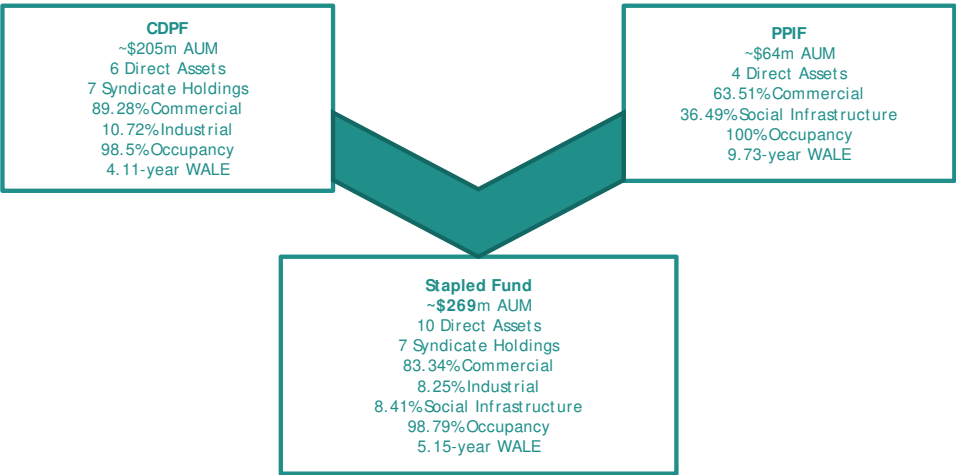 CDPF
~$205m AUM
6 Direct Assets
7 Syndicate Holdings
89.28%Commercial
10.72%Industrial
98.5%Occupancy
4.11-year WALE
PPIF
~$64m AUM
4 Direct Assets
63.51%Commercial
36.49%Social Infrastructure
100%Occupancy
9.73-year WALE
Stapled Fund
~$269m AUM
10 Direct Assets
7 Syndicate Holdings
83.34%Commercial
8.25%Industrial
8.41%Social Infrastructure
98.79%Occupancy
5.15-year WALE